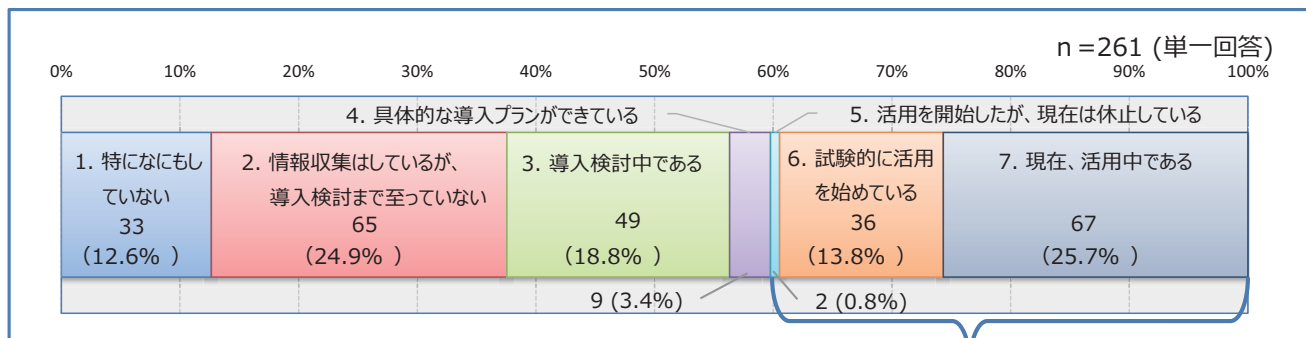 n =261 (単一回答)
0% 10% 20% 30% 40% 50% 60% 70% 80% 90% 100%
4. 具体的な導入プランができている
5. 活用を開始したが、現在は休止している
1. 特になにもし
ていない
33
(12.6% )
2. 情報収集はしているが、
導入検討まで至っていない
65
(24.9% )
3. 導入検討中である
49
(18.8% )
6. 試験的に活用
を始めている
36
(13.8% )
7. 現在、活用中である
67
(25.7% )
9 (3.4%)
2 (0.8%)